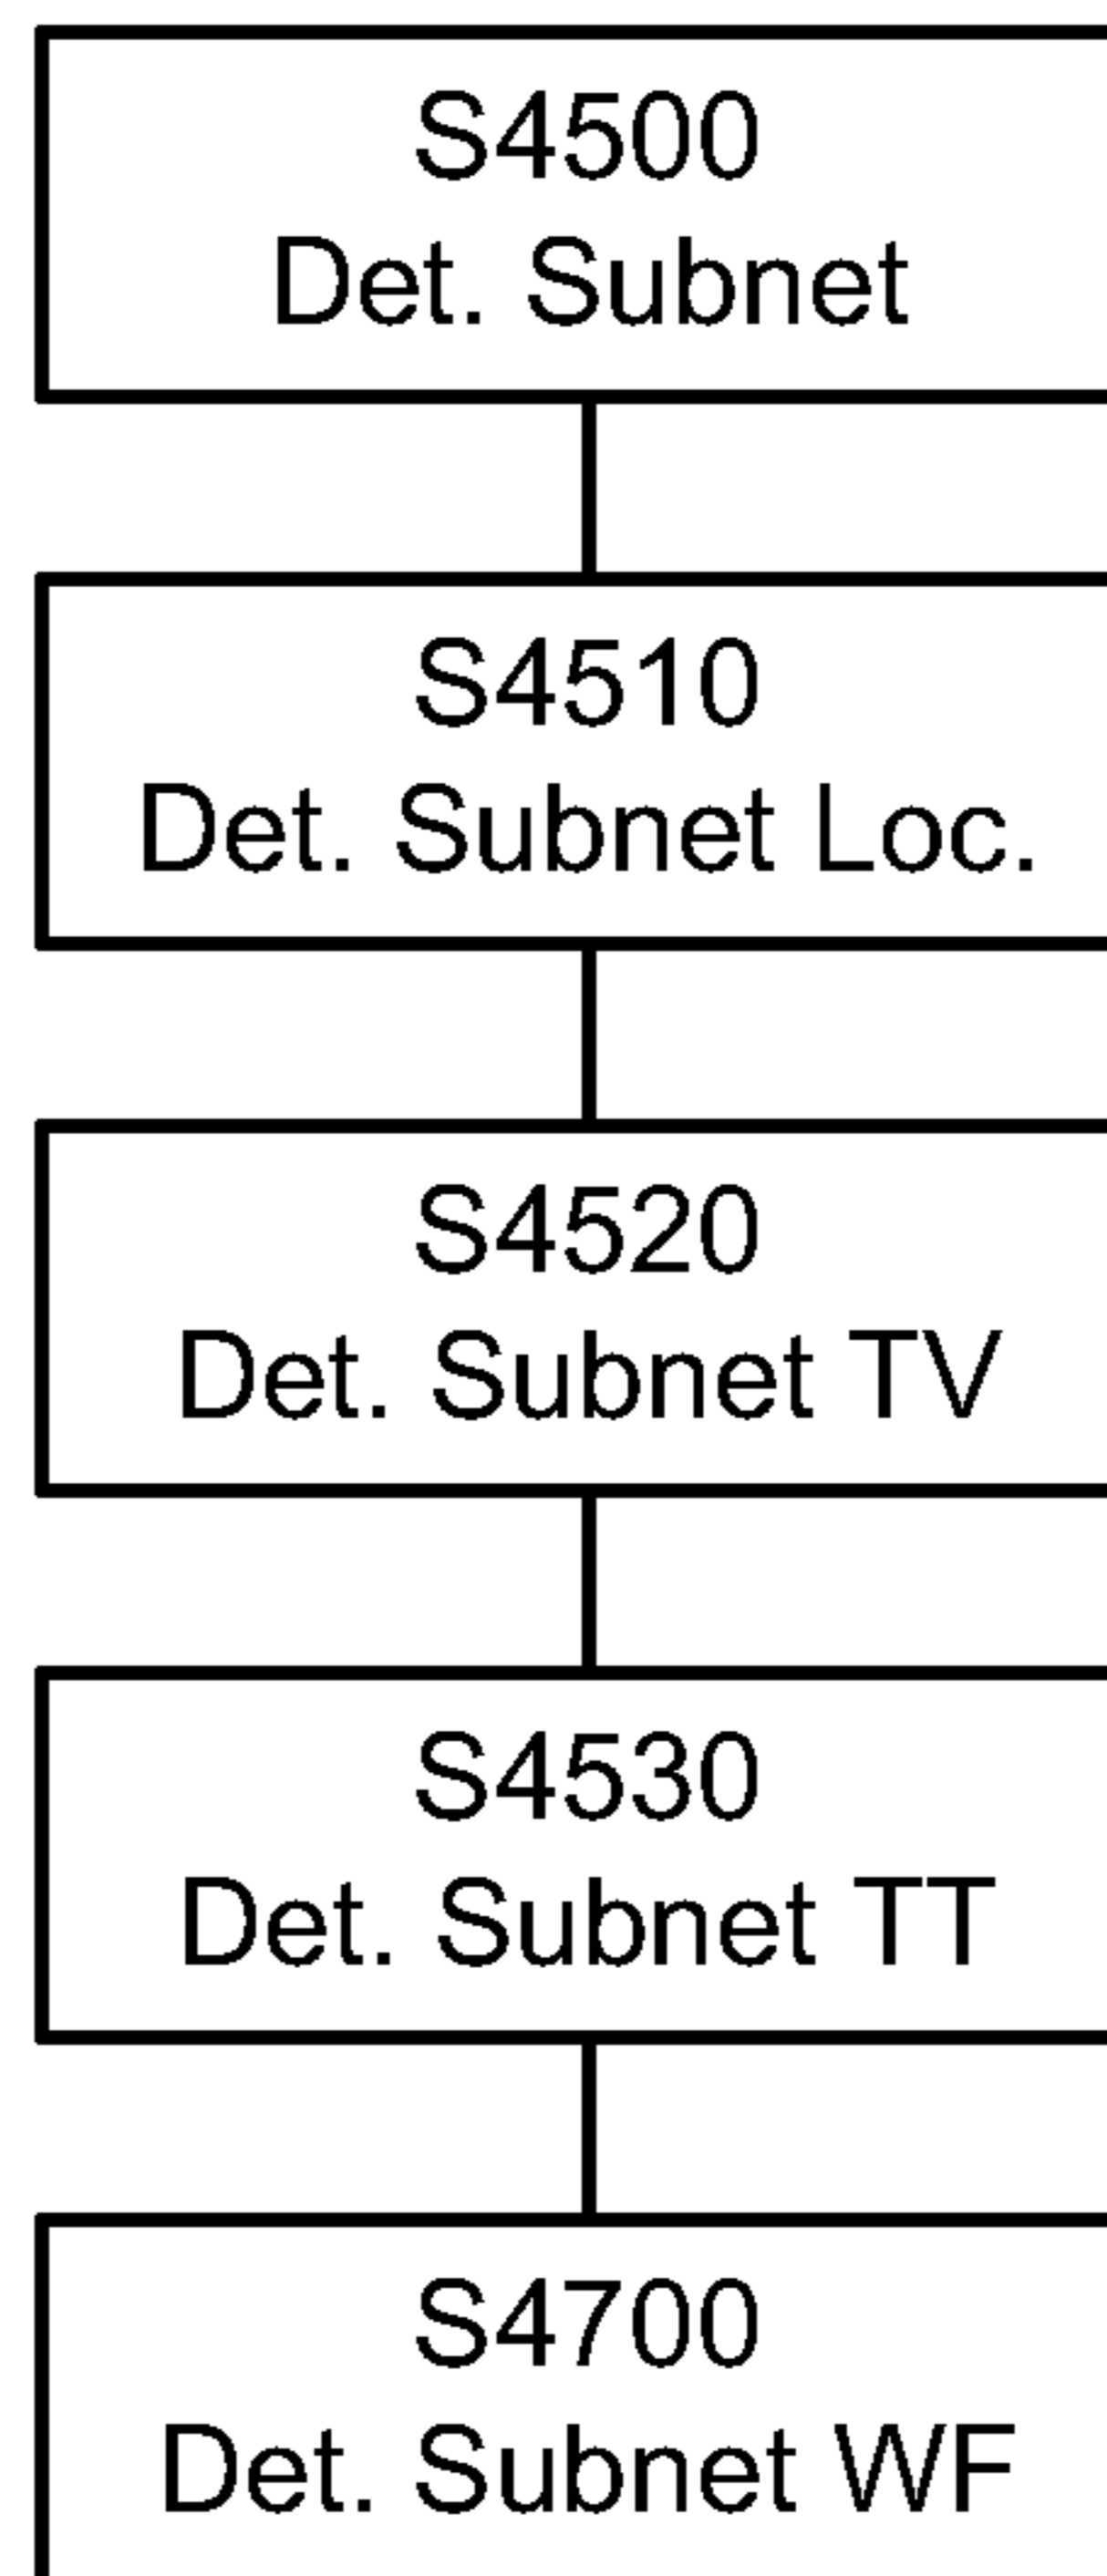 S4500
Det. Subnet
S4510
Det. Subnet Loc.
S4520
Det. Subnet TV
S4530
Det. Subnet TT
S4700
Det. Subnet WF